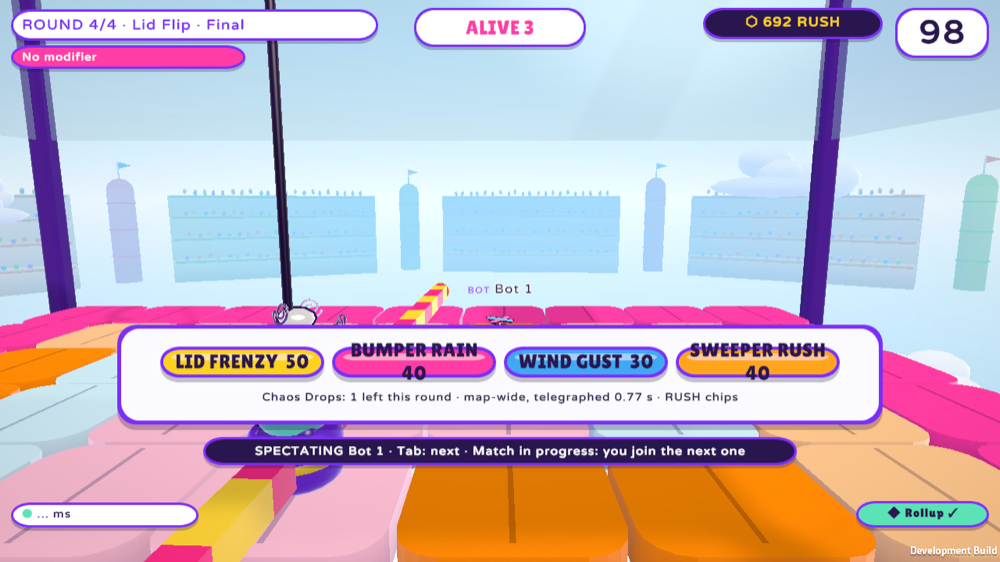 ROUND 4/4 · Lid Flip · Final
ALIVE 3
692 RUSH
98
No modifier
BOT Bot 1
LID FRENZY 50
BUMPER RAIN 40
WIND GUST 30
SWEEPER RUSH 40
Chaos Drops: 1 left this round · map-wide, telegraphed 0.77 s · RUSH chips
SPECTATING Bot 1 · Tab: next · Match in progress: you join the next one
... ms
◆ Rollup ✓
Development Build